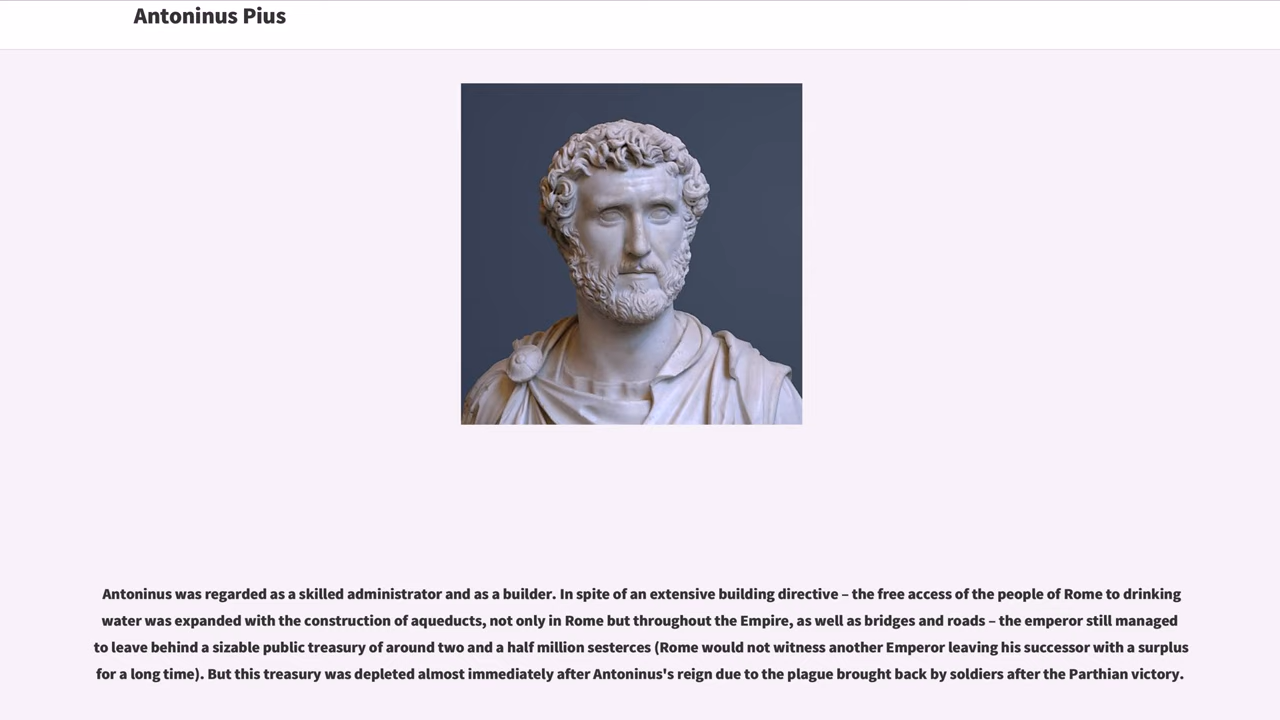 Antoninus Pius
Antoninus was regarded as a skilled administrator and as a builder. In spite of an extensive building directive – the free access of the people of Rome to drinking
water was expanded with the construction of aqueducts, not only in Rome but throughout the Empire, as well as bridges and roads – the emperor still managed
to leave behind a sizable public treasury of around two and a half million sesterces (Rome would not witness another Emperor leaving his successor with a surplus
for a long time). But this treasury was depleted almost immediately after Antoninus's reign due to the plague brought back by soldiers after the Parthian victory.